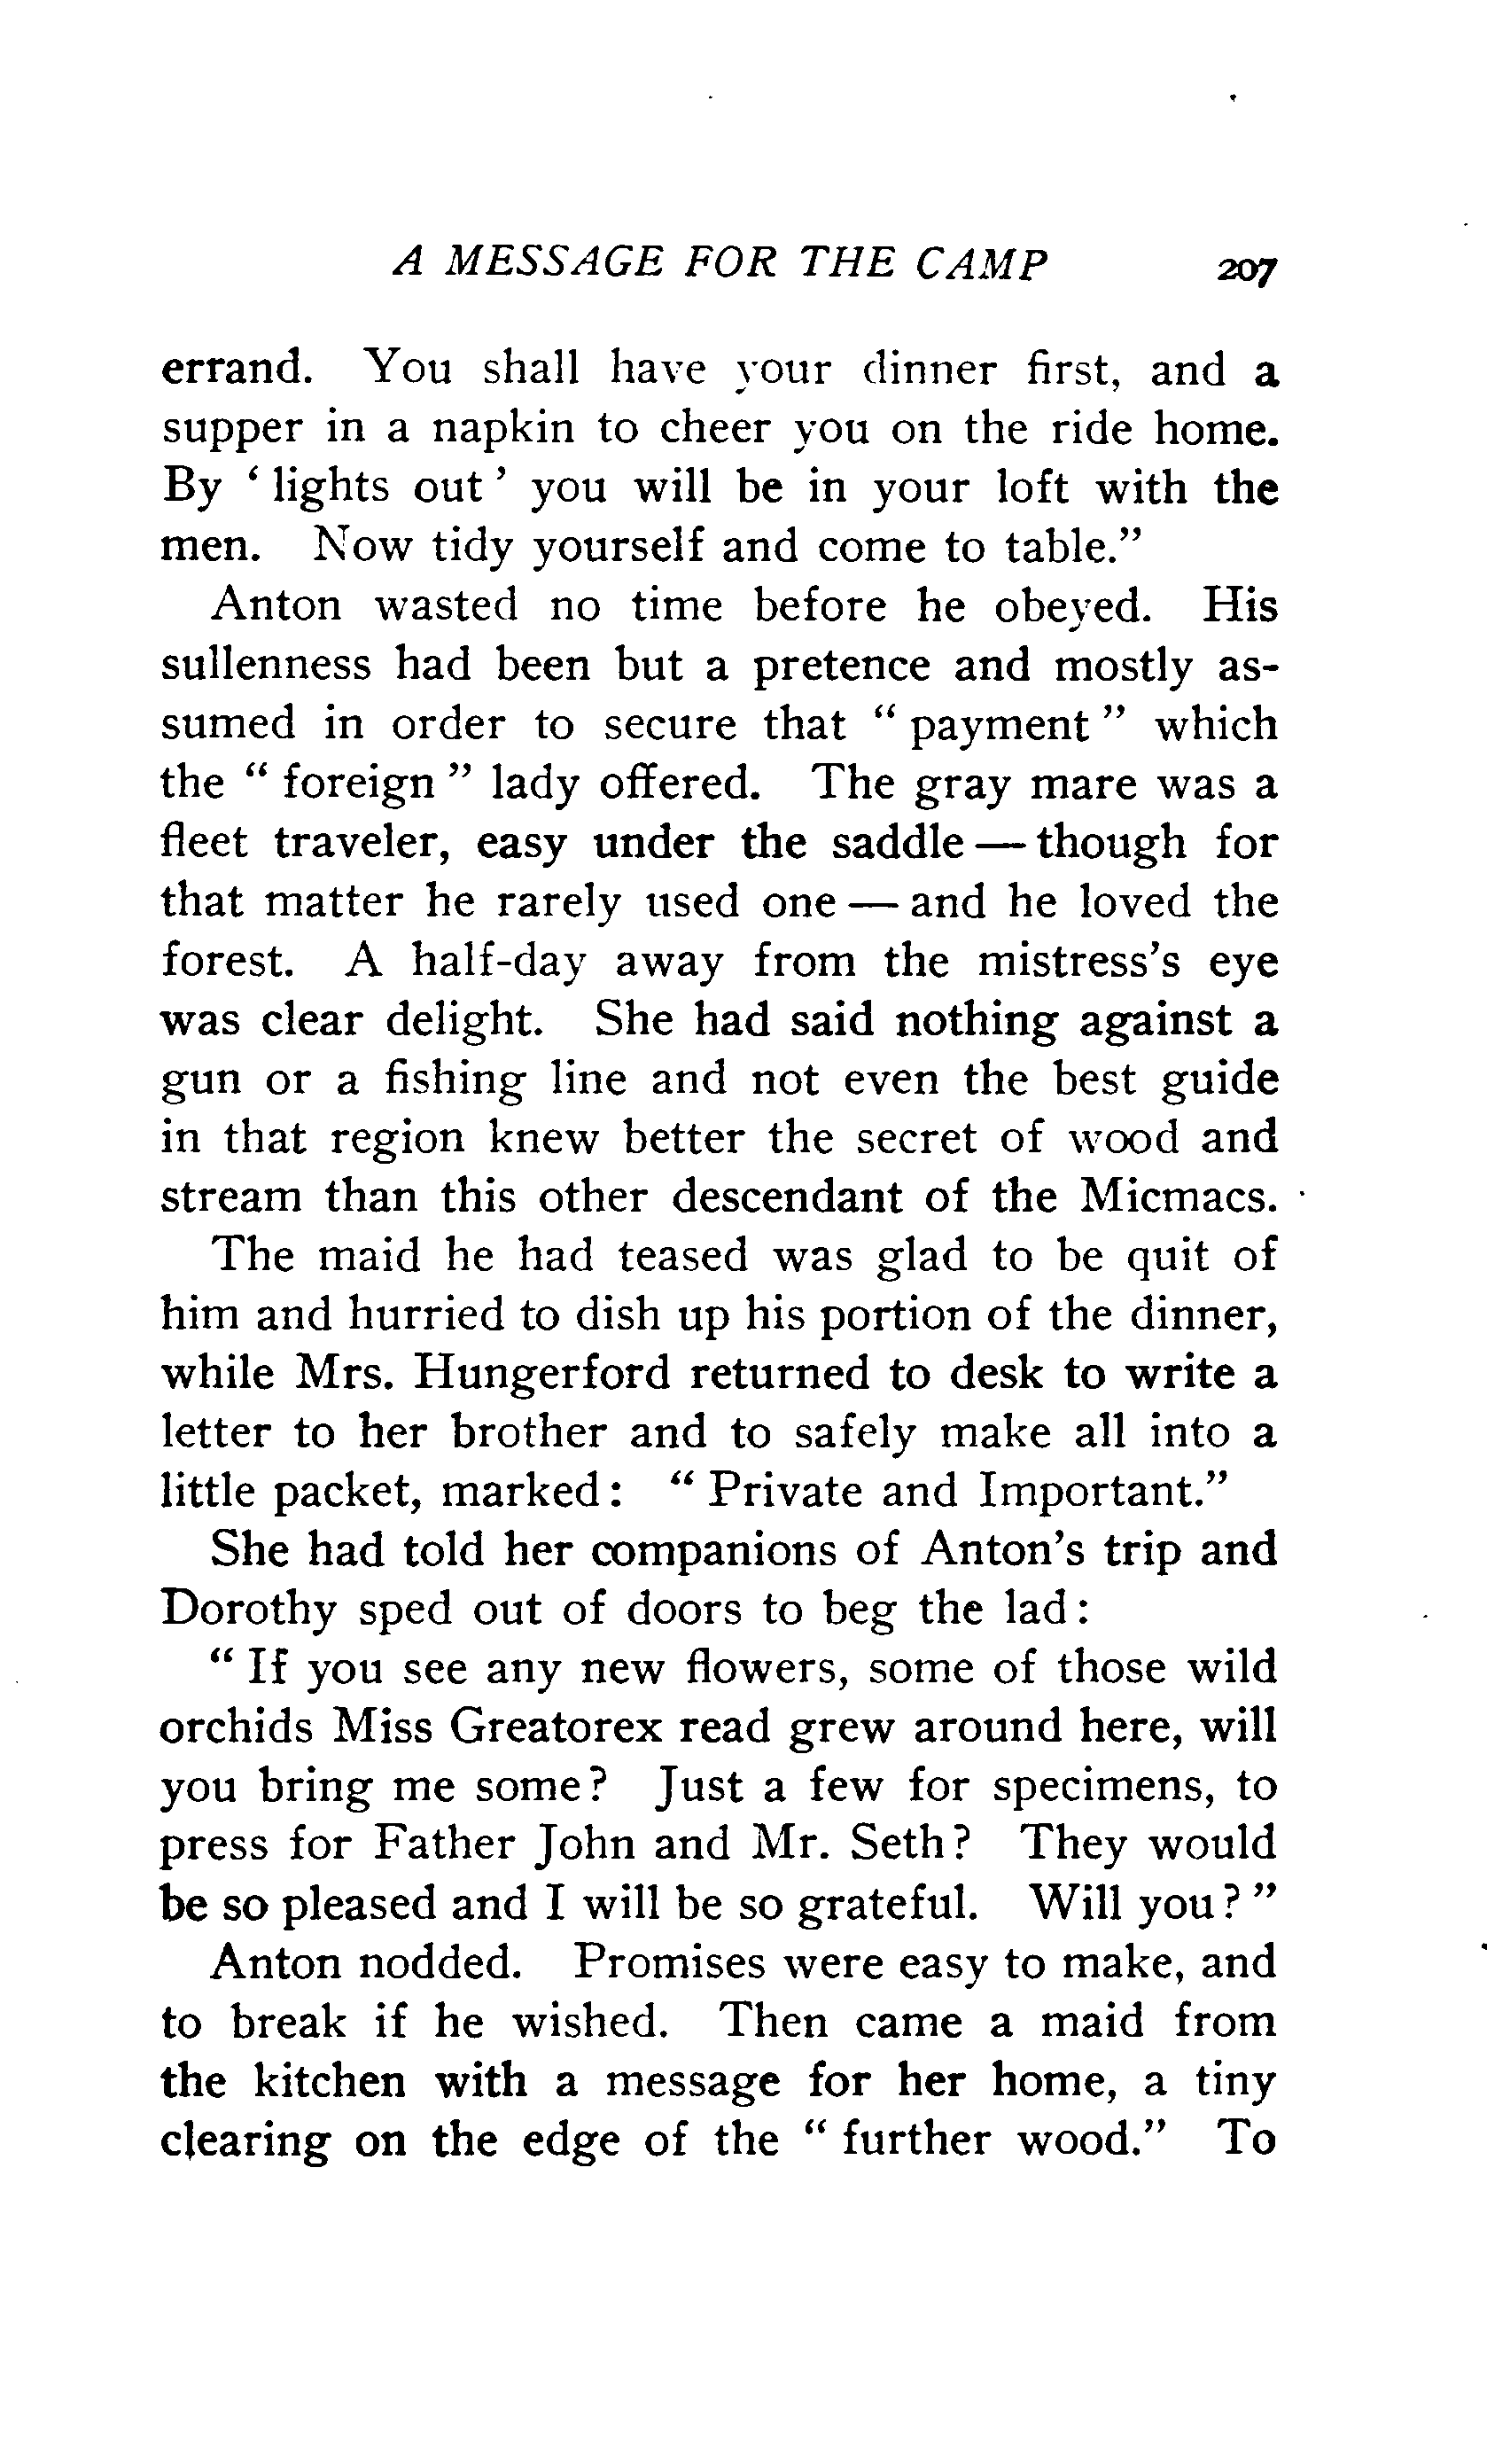 A MESSAGE FOR THE CAMP 207
errand. You shall have your dinner first, and a
supper in a napkin to cheer you on the ride home.
By ‘ lights out ’ you will be in your loft with the
men. Now tidy yourself and come to table.”
Anton wasted no time before he obeyed. His
sullenness had been but a pretence and mostly as-
sumed in order to secure that “ payment ” which
the “ foreign ” lady offered. The gray mare was a
fleet traveler, easy under the saddle — though for
that matter he rarely used one — and he loved the
forest. A half-day away from the mistress’s eye
was clear delight. She had said nothing against a
gun or a fishing line and not even the best guide
in that region knew better the secret of wood and
stream than this other descendant of the Micmacs.
The maid he had teased was glad to be quit of
him and hurried to dish up his portion of the dinner,
while Mrs. Hungerford returned to desk to write a
letter to her brother and to safely make all into a
little packet, marked : “ Private and Important.”
She had told her companions of Anton’s trip and
Dorothy sped out of doors to beg the lad :
“ If you see any new flowers, some of those wild
orchids Miss Greatorex read grew around here, will
you bring me some ? Just a few for specimens, to
press for Father John and Mr. Seth ? They would
be so pleased and I will be so grateful. Will you ? ”
Anton nodded. Promises were easy to make, and
to break if he wished. Then came a maid from
the kitchen with a message for her home, a tiny
clearing on the edge of the “ further wood.” To